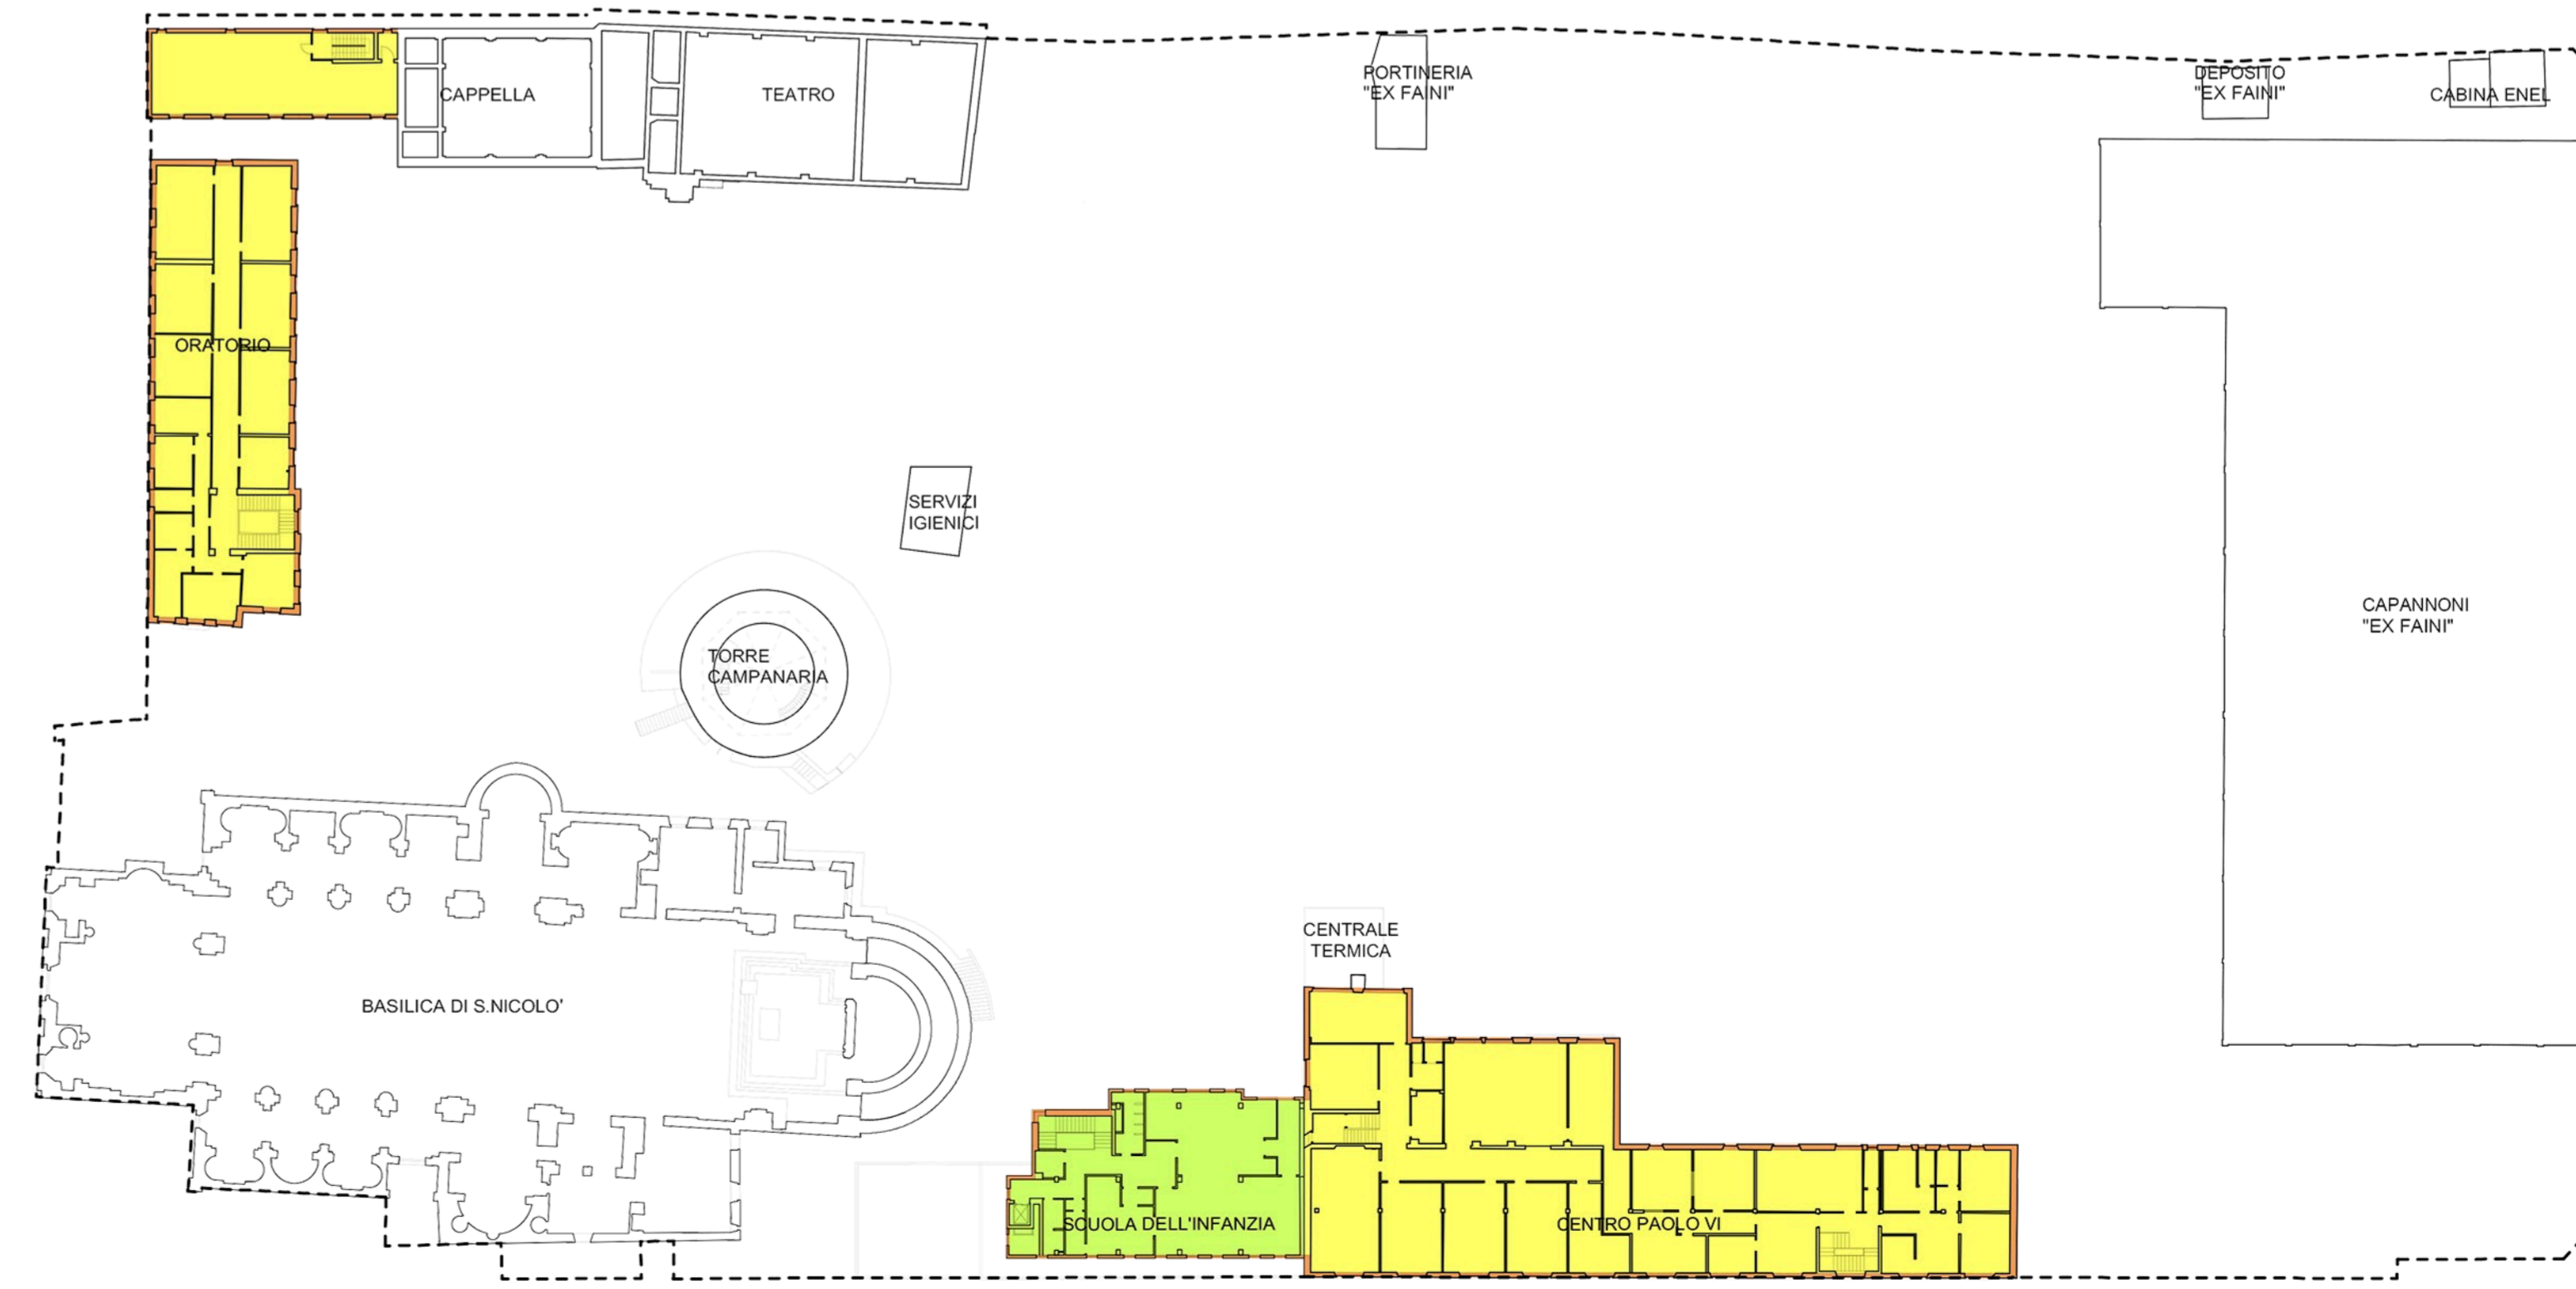 PORTINERIA
"EX FAINI"
DEPOSITO
"EX FAINI"
CABINA ENEL
CAPPELLA
TEATRO
ORATORIO
SERVIZI
IGIENICI
CAPANNONI
"EX FAINI"
TORRE
CAMPANARIA
CENTRALE
TERMICA
BASILICA DI S.NICOLO'
SCUOLA DELL'INFANZIA
CENTRO PAOLO VI